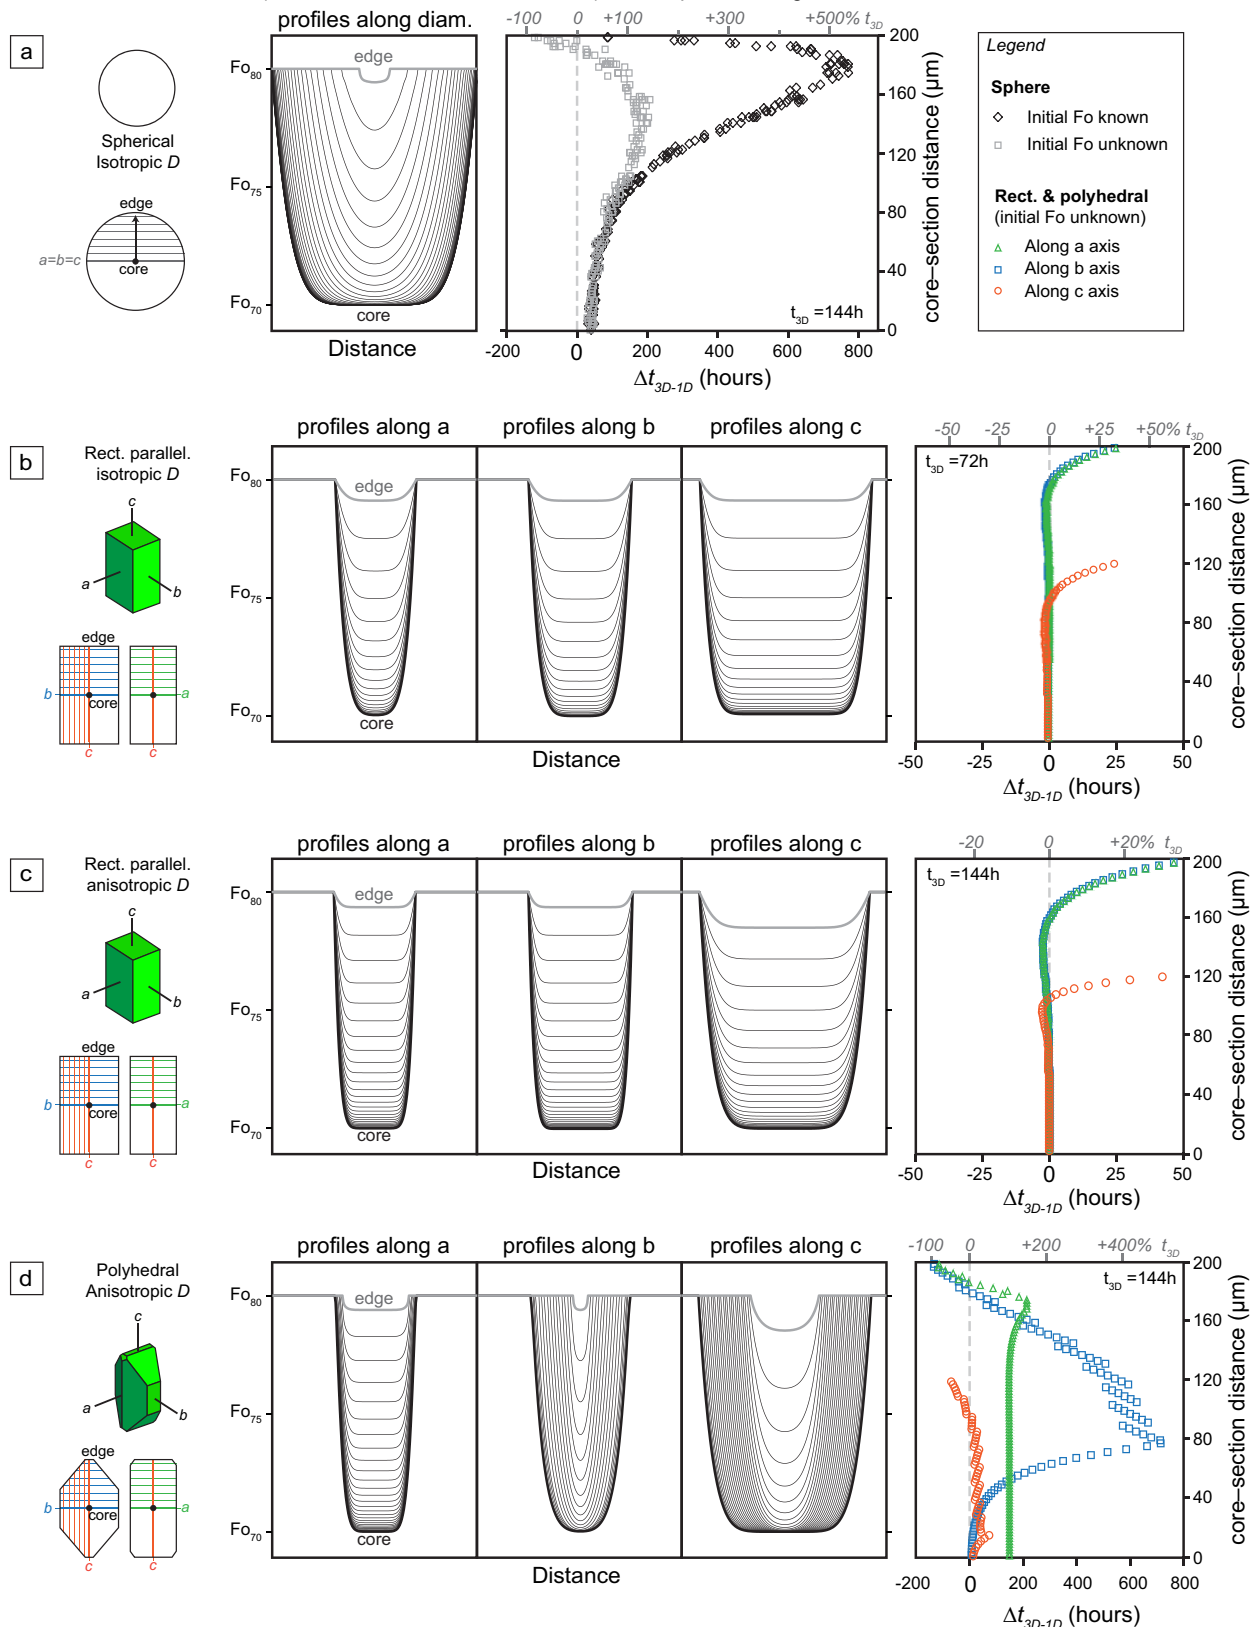 a
Spherical
Isotropic D
edge
a=b=c
core
profiles along diam.
edge
Fo80
Fo75
Fo70
core
Distance
-100 0 +100 +300 +500% t3D
200
160
120
80
40
0
core–section distance (µm)
t3D =144h
-200 0 200 400 600 800
Δt3D-1D (hours)
Legend
Sphere
Initial Fo known
Initial Fo unknown
Rect. & polyhedral
(initial Fo unknown)
Along a axis
Along b axis
Along c axis
b
Rect. parallel.
isotropic D
c
a
b
edge
b
core
a
c
c
profiles along a
profiles along b
profiles along c
edge
Fo80
Fo75
Fo70
core
Distance
-50 -25 0 +25 +50% t3D
t3D =72h
200
160
120
80
40
0
core–section distance (µm)
-50 -25 0 25 50
Δt3D-1D (hours)
c
Rect. parallel.
anisotropic D
c
a
b
edge
b
core
a
c
c
profiles along a
profiles along b
profiles along c
edge
Fo80
Fo75
Fo70
core
Distance
-20 0 +20% t3D
t3D =144h
200
160
120
80
40
0
core–section distance (µm)
-50 -25 0 25 50
Δt3D-1D (hours)
d
Polyhedral
Anisotropic D
c
a
b
edge
b
core
a
c
c
profiles along a
profiles along b
profiles along c
edge
Fo80
Fo75
Fo70
core
Distance
-100 0 +200 +400% t3D
t3D =144h
200
160
120
80
40
0
core–section distance (µm)
-200 0 200 400 600 800
Δt3D-1D (hours)